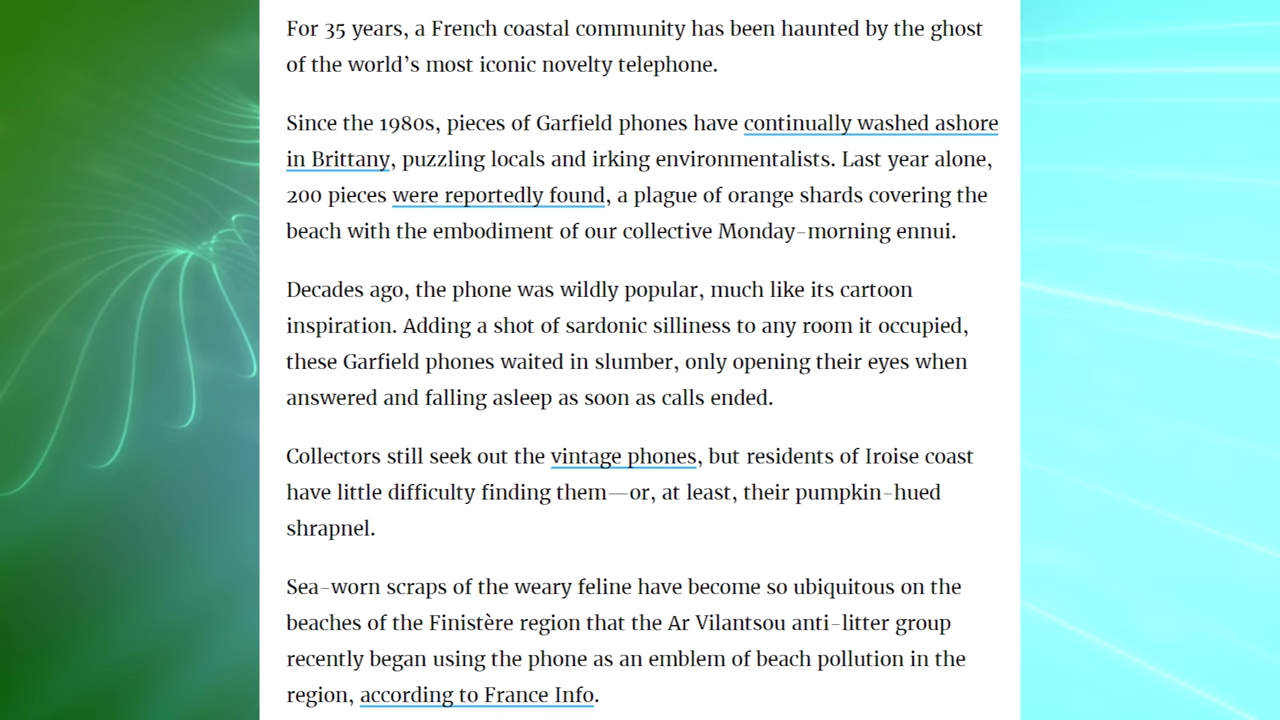 For 35 years, a French coastal community has been haunted by the ghost
of the world’s most iconic novelty telephone.
Since the 1980s, pieces of Garfield phones have continually washed ashore
in Brittany, puzzling locals and irking environmentalists. Last year alone,
200 pieces were reportedly found, a plague of orange shards covering the
beach with the embodiment of our collective Monday-morning ennui.
Decades ago, the phone was wildly popular, much like its cartoon
inspiration. Adding a shot of sardonic silliness to any room it occupied,
these Garfield phones waited in slumber, only opening their eyes when
answered and falling asleep as soon as calls ended.
Collectors still seek out the vintage phones, but residents of Iroise coast
have little difficulty finding them—or, at least, their pumpkin-hued
shrapnel.
Sea-worn scraps of the weary feline have become so ubiquitous on the
beaches of the Finistère region that the Ar Vilantsou anti-litter group
recently began using the phone as an emblem of beach pollution in the
region, according to France Info.